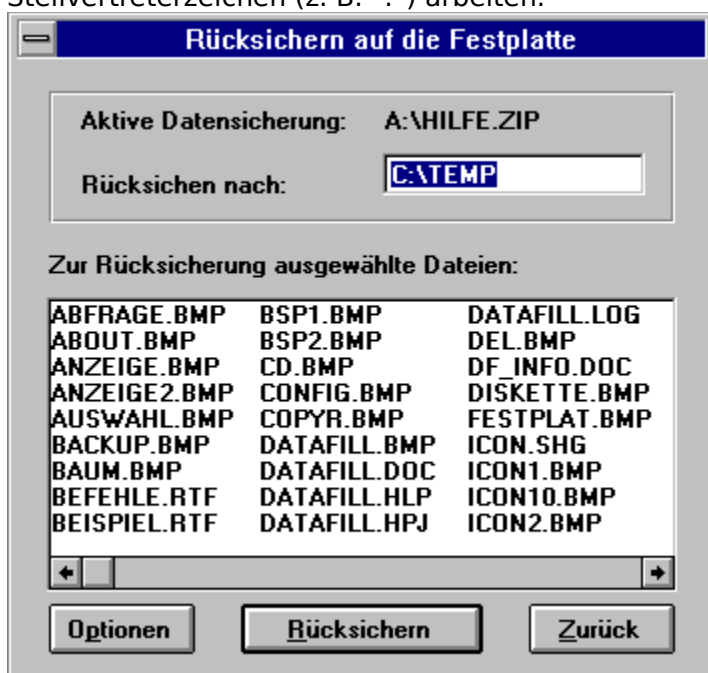 Stellvertreterzeichen (z. B. *.*) arbeiten.
Rücksichern auf die Festplatte
Aktive Datensicherung: A:\HILFE.ZIP
Rücksichen nach: C:\TEMP
Zur Rücksicherung ausgewählte Dateien:
ABFRAGE.BMP BSP1.BMP DATAFILL.LOG
ABOUT.BMP BSP2.BMP DEL.BMP
ANZEIGE.BMP CD.BMP DF_INFO.DOC
ANZEIGE2.BMP CONFIG.BMP DISKETTE.BMP
AUSWAHL.BMP COPYR.BMP FESTPLAT.BMP
BACKUP.BMP DATAFILL.BMP ICON.SHG
BAUM.BMP DATAFILL.DOC ICON1.BMP
BEFEHLE.RTF DATAFILL.HLP ICON10.BMP
BEISPIEL.RTF DATAFILL.HPJ ICON2.BMP
Optionen Rücksichern Zurück